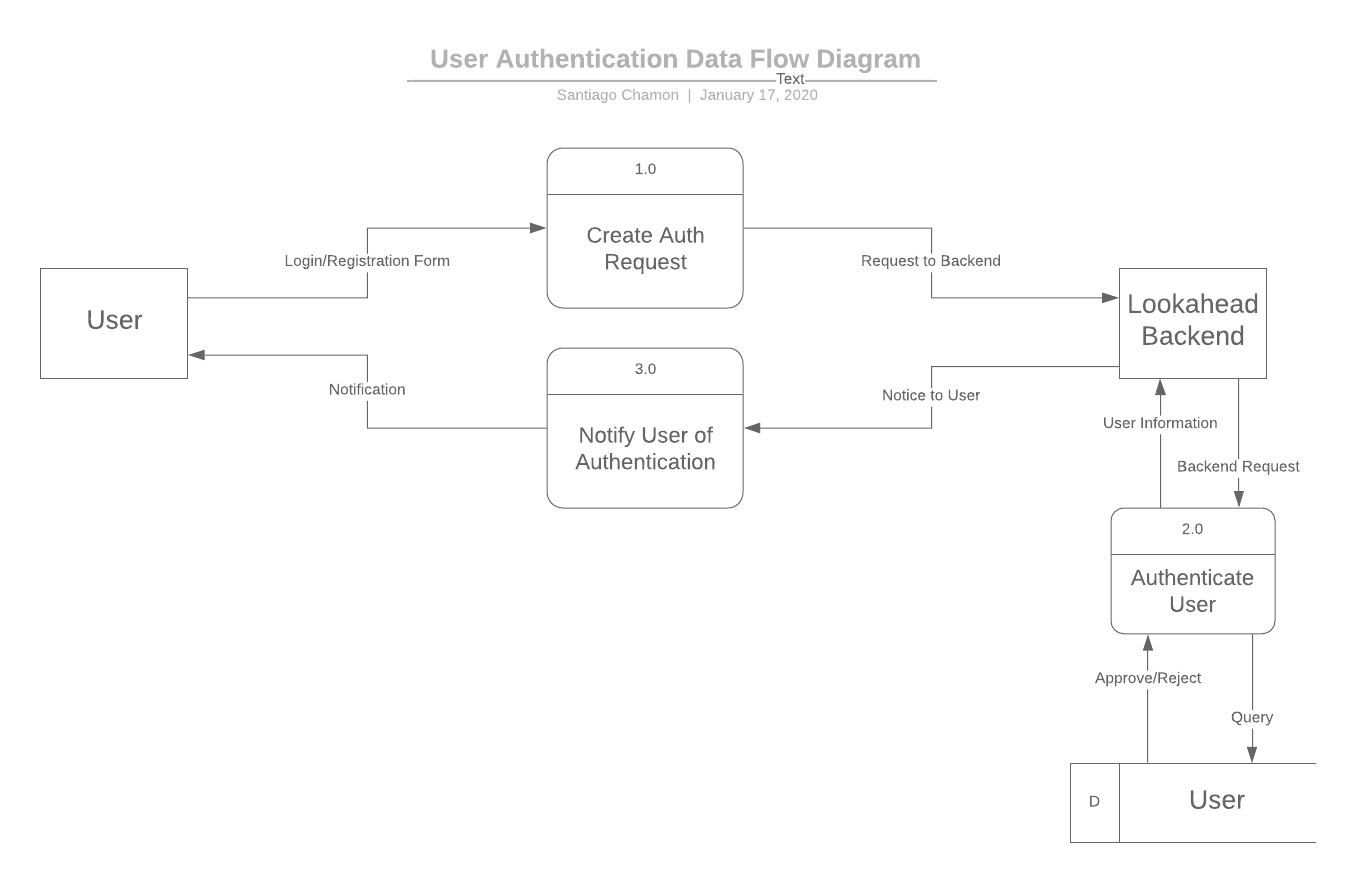 User Authentication Data Flow Diagram
Text
Santiago Chamon | January 17, 2020
1.0
Create Auth
Request
Login/Registration Form
Request to Backend
User
Lookahead
Backend
3.0
Notify User of
Authentication
Notification
Notice to User
User Information
Backend Request
2.0
Authenticate
User
Approve/Reject
Query
D
User